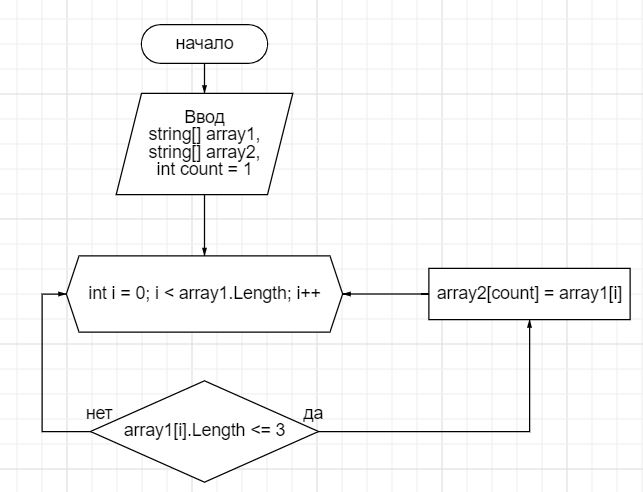 начало
Ввод
string[] array1,
string[] array2,
int count = 1
int i = 0; i < array1.Length; i++
array2[count] = array1[i]
нет
да
array1[i].Length <= 3